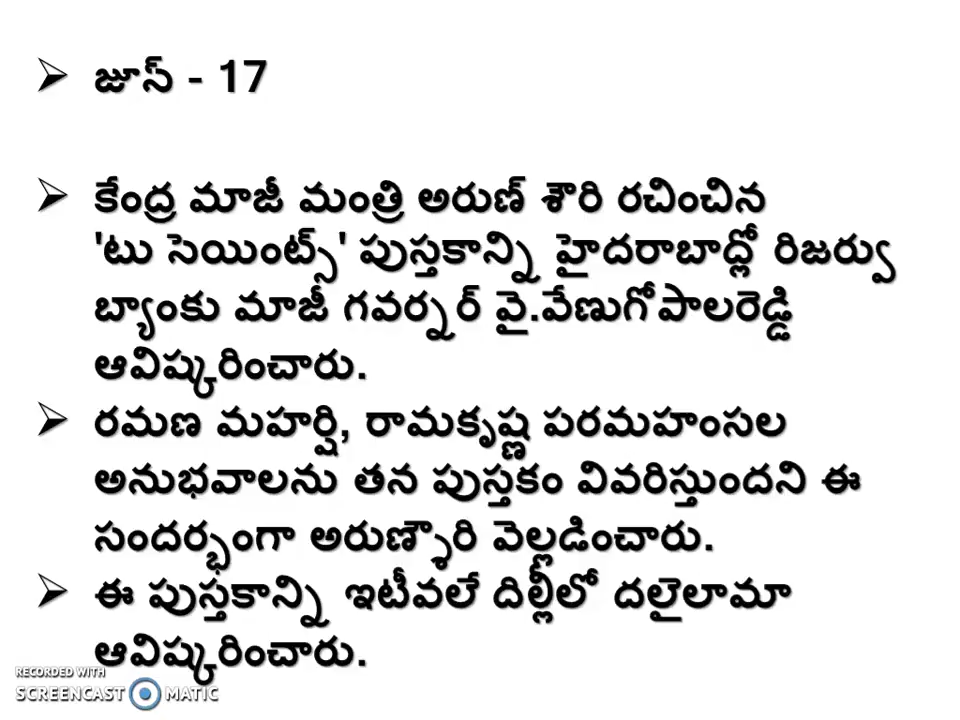 ➢ జూన్ - 17
➢ కేంద్ర మాజీ మంత్రి అరుణ్ శౌరి రచించిన
'టు సెయింట్స్' పుస్తకాన్ని హైదరాబాద్లో రిజర్వు
బ్యాంకు మాజీ గవర్నర్ వై.వేణుగోపాలరెడ్డి
ఆవిష్కరించారు.
➢ రమణ మహర్షి, రామకృష్ణ పరమహంసల
అనుభవాలను తన పుస్తకం వివరిస్తుందని ఈ
సందర్భంగా అరుణ్శౌరి వెల్లడించారు.
➢ ఈ పుస్తకాన్ని ఇటీవలే దిల్లీలో దలైలామా
ఆవిష్కరించారు.
RECORDED WITH
SCREENCAST MATIC